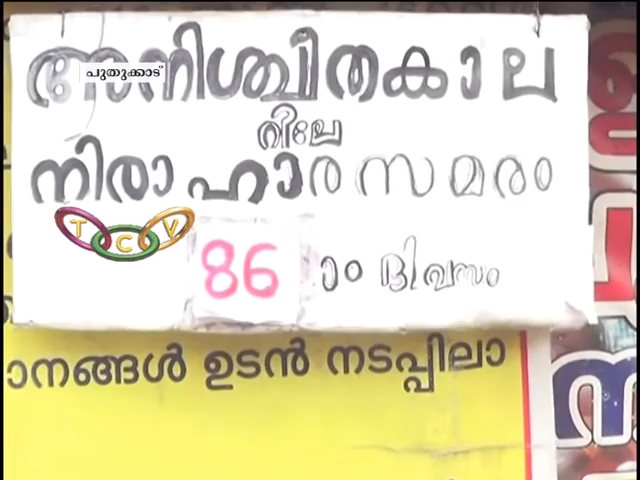 പുതുക്കാട്
അനിശ്ചിതകാല
റിലേ
നിരാഹാരസമരം
TCV
86 ാം ദിവസം
ാനങ്ങൾ ഉടൻ നടപ്പിലാ